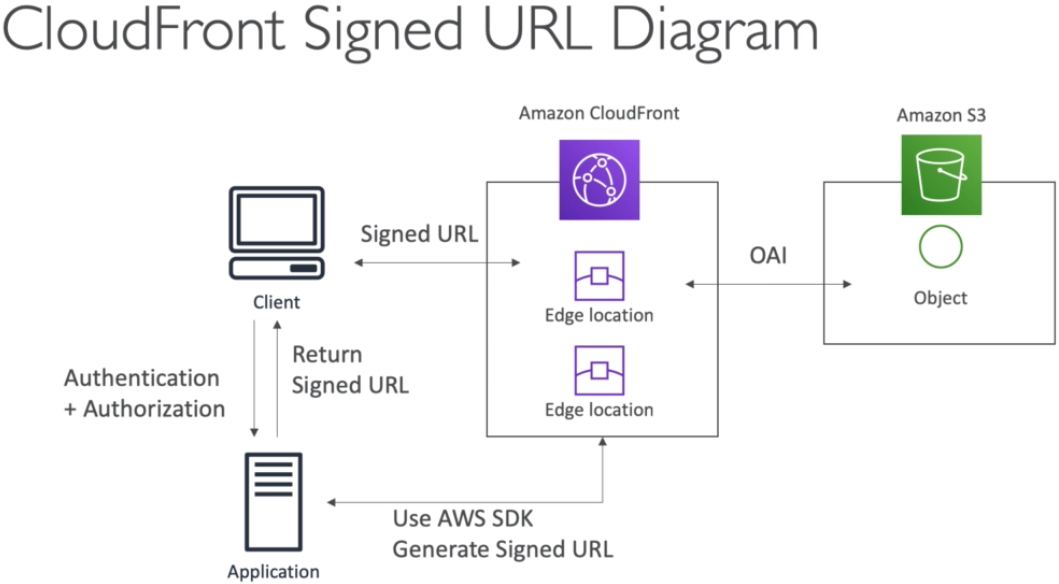 CloudFront Signed URL Diagram
Amazon CloudFront
Amazon S3
Signed URL
OAI
Client
Edge location
Object
Return
Signed URL
Authentication
+ Authorization
Edge location
Use AWS SDK
Generate Signed URL
Application